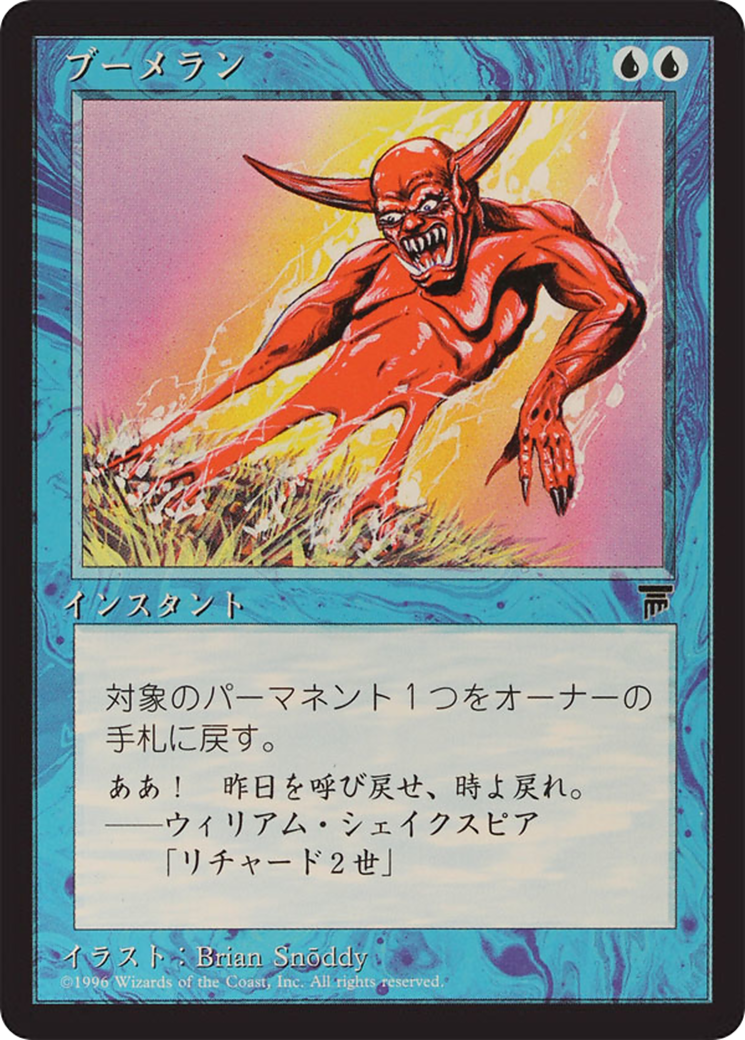 ブーメラン
インスタント
対象のパーマネント１つをオーナーの
手札に戻す。
ああ！　昨日を呼び戻せ、時よ戻れ。
――ウィリアム・シェイクスピア
「リチャード２世」
イラスト：Brian Snōddy
©1996 Wizards of the Coast, Inc. All rights reserved.